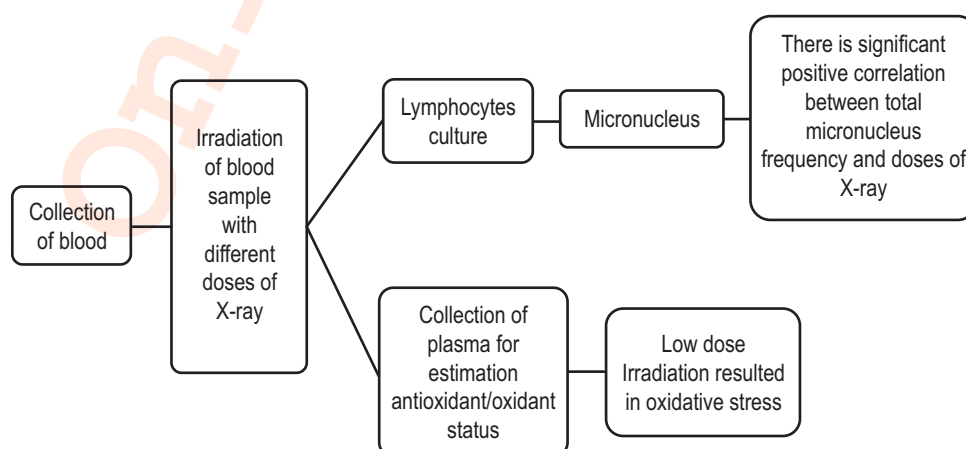 Collection
of blood
Irradiation
of blood
sample
with
different
doses of
X-ray
Lymphocytes
culture
Micronucleus
There is significant
positive correlation
between total
micronucleus
frequency and doses of
X-ray
Collection of
plasma for
estimation
antioxidant/oxidant
status
Low dose
Irradiation resulted
in oxidative stress
On-